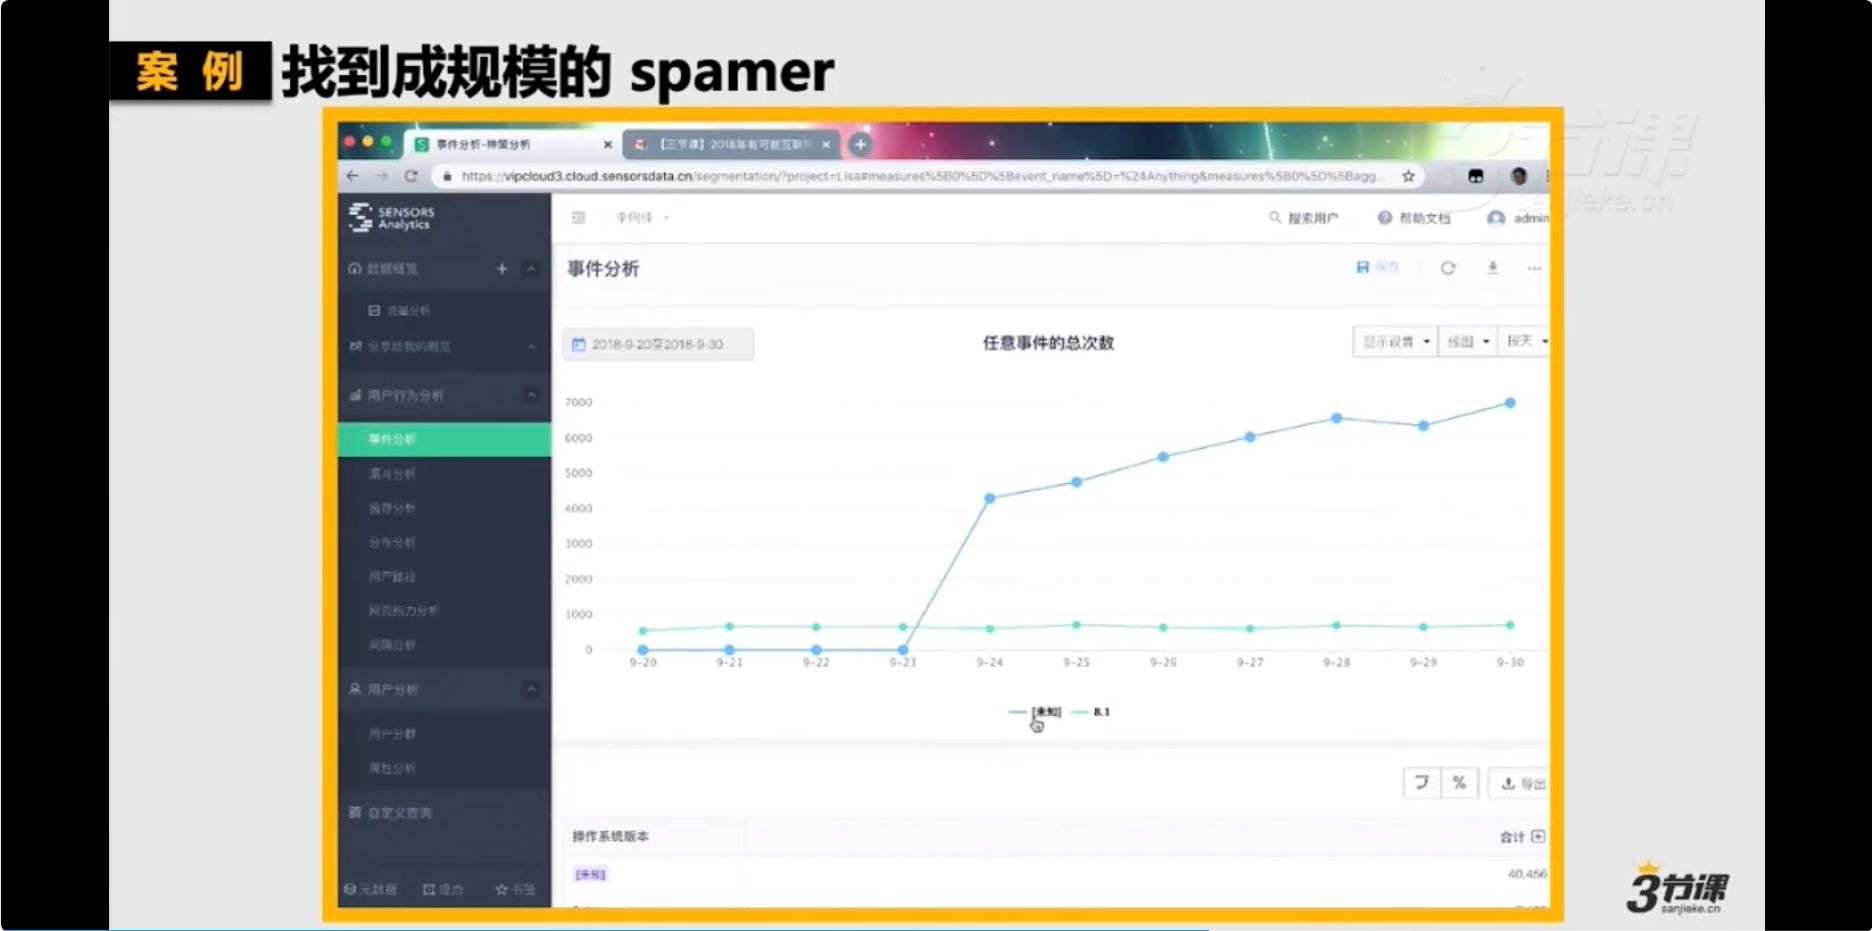 案 例 找到成规模的 spamer
事件分析-神策分析
【三节课】2018年有可能互联
https://vipcloud3.cloud.sensorsdata.cn/segmentation/?project=Lisa#measures%5B0%5D%5Bevent_name%5D=%24Anything&measures%5B0%5D%5Bagg...
SENSORS
Analytics
搜索用户
帮助文档
admin
数据概览
流量分析
分享给我的概览
用户行为分析
事件分析
漏斗分析
留存分析
分布分析
用户路径
网页热力分析
间隔分析
用户分析
用户分群
属性分析
自定义查询
元数据
埋点
书签
事件分析
保存
2018-9-20至2018-9-30
任意事件的总次数
显示设置
线图
按天
7000
6000
5000
4000
3000
2000
1000
0
9-20 9-21 9-22 9-23 9-24 9-25 9-26 9-27 9-28 9-29 9-30
[未知] 8.1
%
导出
操作系统版本
合计
[未知]
40,456
3节课
sanjieke.cn
3节课
sanjieke.cn